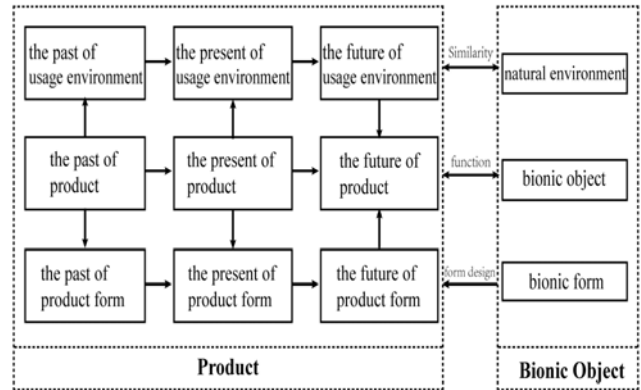 the past of
usage environment
the present of
usage environment
the future of
usage environment
Similarity
natural environment
the past of
product
the present of
product
the future of
product
function
bionic object
the past of
product form
the present of
product form
the future of
product form
form design
bionic form
Product
Bionic Object